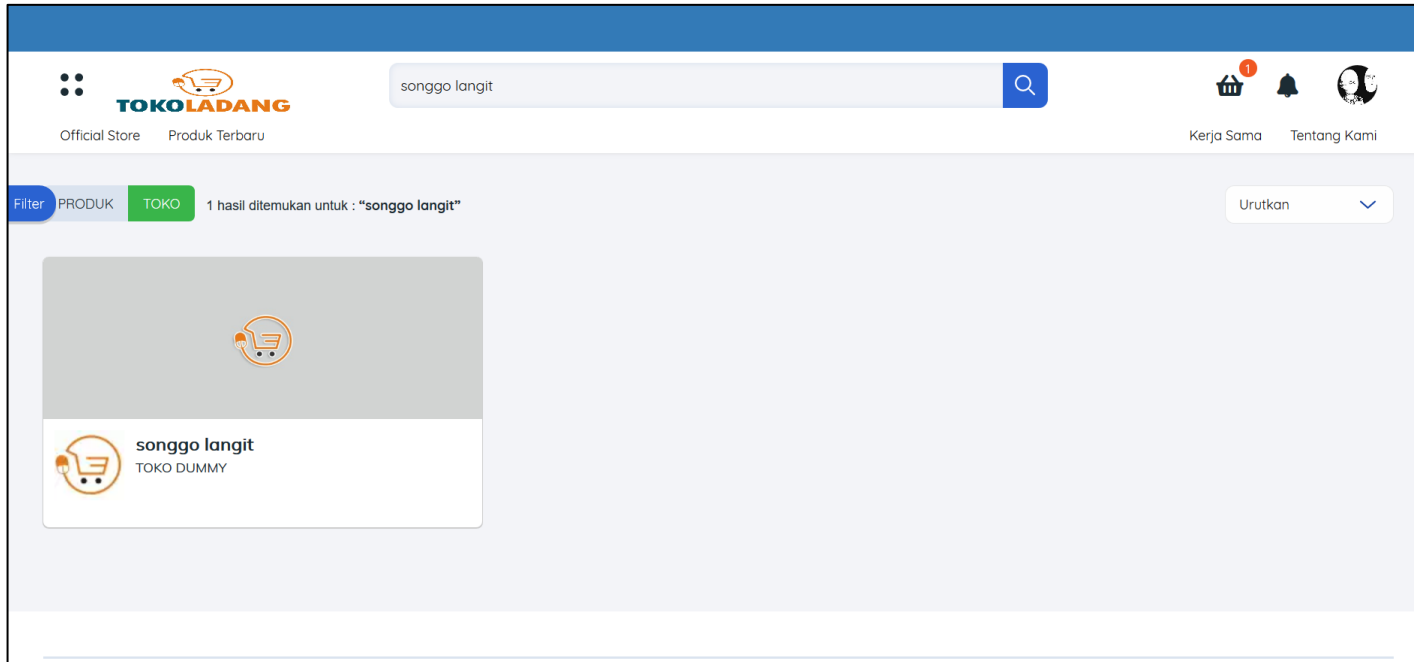 songgo langit
1
TOKOLADANG
Official Store Produk Terbaru
Kerja Sama Tentang Kami
Filter PRODUK TOKO 1 hasil ditemukan untuk : “songgo langit” Urutkan
songgo langit
TOKO DUMMY